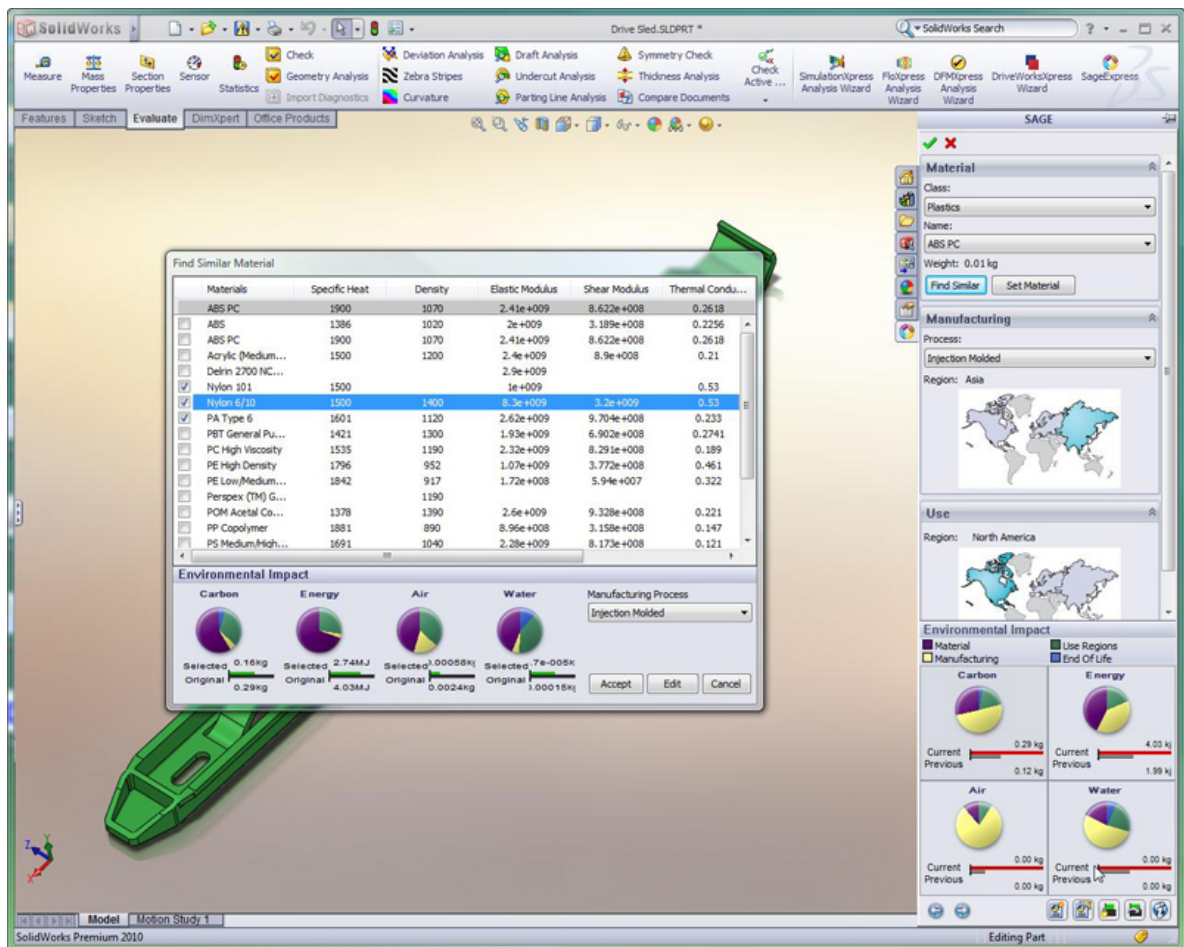 SolidWorks
Drive Sled.SLDPRT *
SolidWorks Search
Measure
Mass Properties
Section Properties
Sensor
Statistics
Check
Geometry Analysis
Import Diagnostics
Deviation Analysis
Zebra Stripes
Curvature
Draft Analysis
Undercut Analysis
Parting Line Analysis
Symmetry Check
Thickness Analysis
Compare Documents
Check Active ...
SimulationXpress Analysis Wizard
FloXpress Analysis Wizard
DFMXpress Analysis Wizard
DriveWorksXpress Wizard
SageExpress
Features Sketch Evaluate DimXpert Office Products
SAGE
Material
Class:
Plastics
Name:
ABS PC
Weight: 0.01 kg
Find Similar Set Material
Manufacturing
Process:
Injection Molded
Region: Asia
Use
Region: North America
Find Similar Material
Materials Specific Heat Density Elastic Modulus Shear Modulus Thermal Condu...
ABS PC 1900 1070 2.41e+009 8.622e+008 0.2618
ABS 1386 1020 2e+009 3.189e+008 0.2256
ABS PC 1900 1070 2.41e+009 8.622e+008 0.2618
Acrylic (Medium... 1500 1200 2.4e+009 8.9e+008 0.21
Delrin 2700 NC... 2.9e+009
Nylon 101 1500 1e+009 0.53
Nylon 6/10 1500 1400 8.3e+009 3.2e+009 0.53
PA Type 6 1601 1120 2.62e+009 9.704e+008 0.233
PBT General Pu... 1421 1300 1.93e+009 6.902e+008 0.2741
PC High Viscosity 1535 1190 2.32e+009 8.291e+008 0.189
PE High Density 1796 952 1.07e+009 3.772e+008 0.461
PE Low/Medium... 1842 917 1.72e+008 5.94e+007 0.322
Perspex (TM) G... 1190
POM Acetal Co... 1378 1390 2.6e+009 9.328e+008 0.221
PP Copolymer 1881 890 8.96e+008 3.158e+008 0.147
PS Medium/High... 1691 1040 2.28e+009 8.173e+008 0.121
Environmental Impact
Carbon Energy Air Water
Manufacturing Process
Injection Molded
Selected 0.16kg Selected 2.74MJ Selected .00058k Selected .7e-005K
Original 0.29kg Original 4.03MJ Original 0.0024kg Original .00015k
Accept Edit Cancel
Environmental Impact
Material Use Regions
Manufacturing End Of Life
Carbon Energy
Current 0.29 kg Current 4.03 kj
Previous 0.12 kg Previous 1.99 kj
Air Water
Current 0.00 kg Current 0.00 kg
Previous 0.00 kg Previous 0.00 kg
Z Y X
Model Motion Study 1
SolidWorks Premium 2010
Editing Part